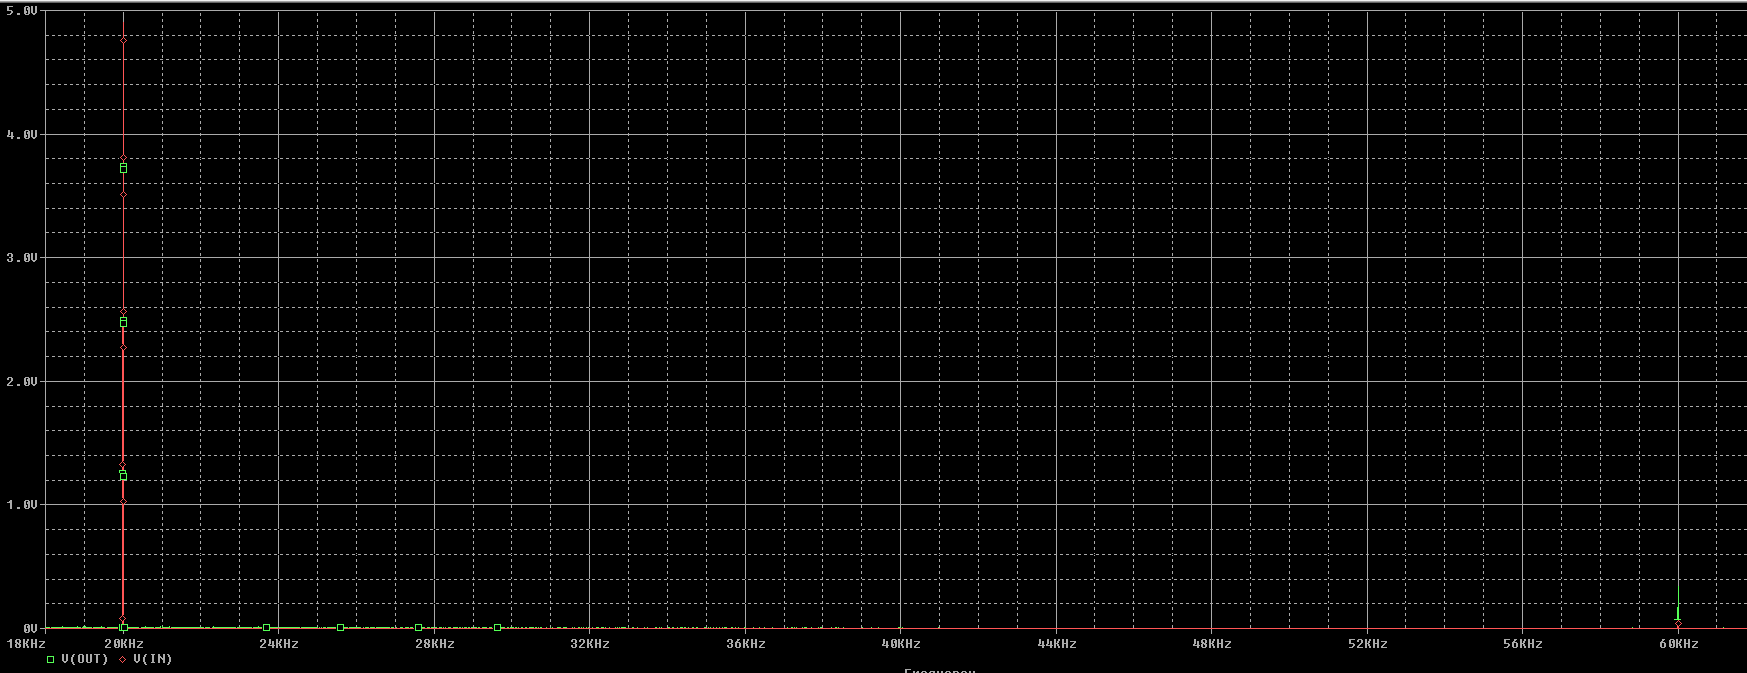 5.0V
4.0V
3.0V
2.0V
1.0V
0V
18KHz 20KHz 24KHz 28KHz 32KHz 36KHz 40KHz 44KHz 48KHz 52KHz 56KHz 60KHz
V(OUT) V(IN)
Frequency